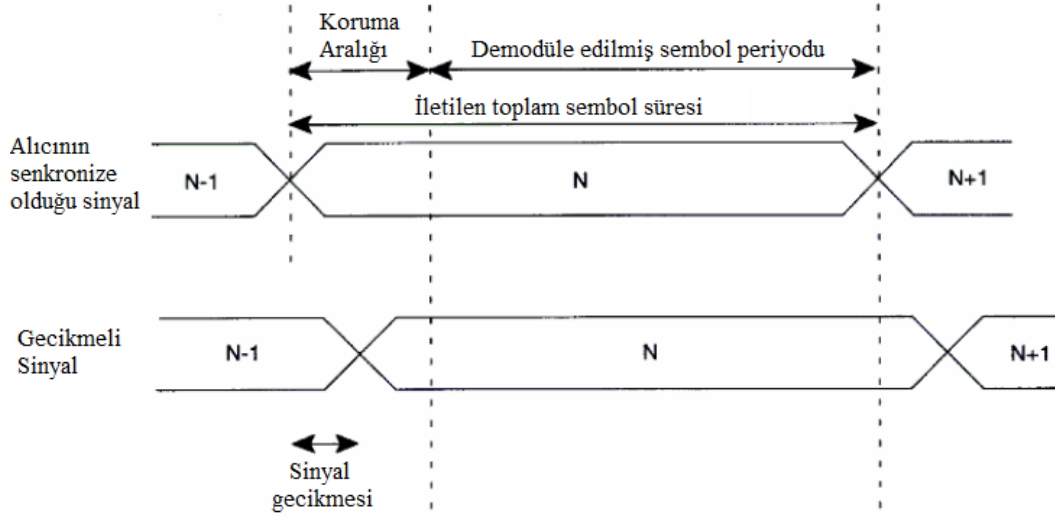 Koruma
Aralığı
Demodüle edilmiş sembol periyodu
İletilen toplam sembol süresi
Alıcının
senkronize
olduğu sinyal
N-1
N
N+1
Gecikmeli
Sinyal
N-1
N
N+1
Sinyal
gecikmesi